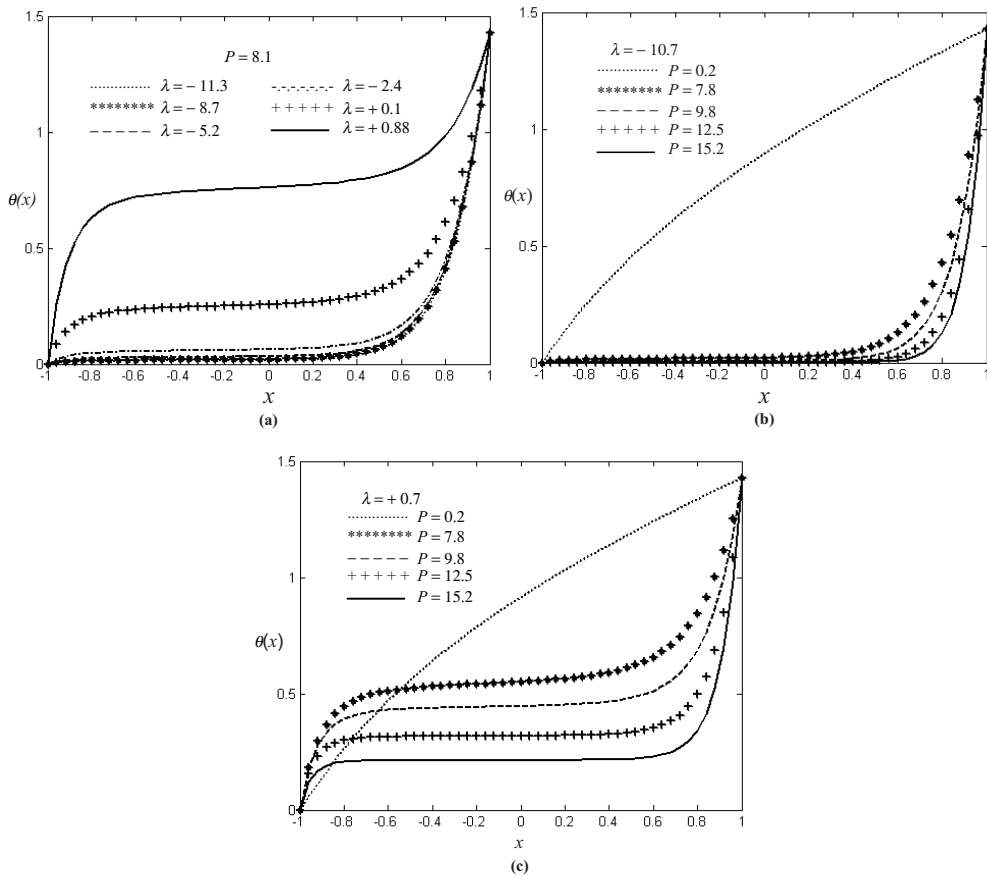 1.5
P = 8.1
λ = − 11.3
λ = − 2.4
******** λ = − 8.7
+++++ λ = + 0.1
λ = − 5.2
λ = + 0.88
1
θ(x)
0.5
0
-1 -0.8 -0.6 -0.4 -0.2 0 0.2 0.4 0.6 0.8 1
x
(a)
1.5
λ = − 10.7
P = 0.2
******** P = 7.8
P = 9.8
+++++ P = 12.5
P = 15.2
1
θ(x)
0.5
0
-1 -0.8 -0.6 -0.4 -0.2 0 0.2 0.4 0.6 0.8 1
x
(b)
1.5
λ = + 0.7
P = 0.2
******** P = 7.8
P = 9.8
+++++ P = 12.5
P = 15.2
1
θ(x)
0.5
0
-1 -0.8 -0.6 -0.4 -0.2 0 0.2 0.4 0.6 0.8 1
x
(c)